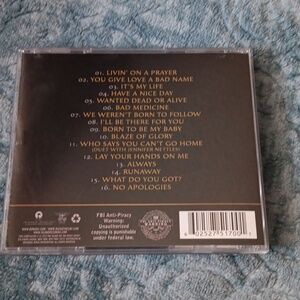 01. LIVIN' ON A PRAYER
02. YOU GIVE LOVE A BAD NAME
03. IT'S MY LIFE
04. HAVE A NICE DAY
05. WANTED DEAD OR ALIVE
06. BAD MEDICINE
07. WE WEREN'T BORN TO FOLLOW
08. I'LL BE THERE FOR YOU
09. BORN TO BE MY BABY
10. BLAZE OF GLORY
11. WHO SAYS YOU CAN'T GO HOME
(DUET WITH JENNIFER NETTLES)
12. LAY YOUR HANDS ON ME
13. ALWAYS
14. RUNAWAY
15. WHAT DO YOU GOT?
16. NO APOLOGIES
FBI Anti-Piracy
Warning:
Unauthorized
copying is punishable
under federal law.